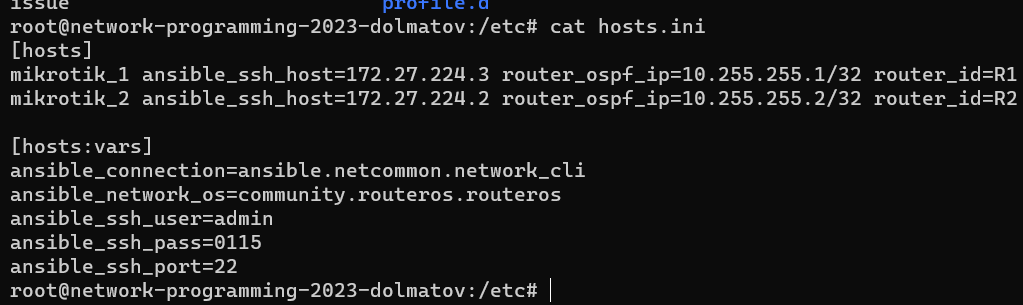 issue profile.d
root@network-programming-2023-dolmatov:/etc# cat hosts.ini
[hosts]
mikrotik_1 ansible_ssh_host=172.27.224.3 router_ospf_ip=10.255.255.1/32 router_id=R1
mikrotik_2 ansible_ssh_host=172.27.224.2 router_ospf_ip=10.255.255.2/32 router_id=R2
[hosts:vars]
ansible_connection=ansible.netcommon.network_cli
ansible_network_os=community.routeros.routeros
ansible_ssh_user=admin
ansible_ssh_pass=0115
ansible_ssh_port=22
root@network-programming-2023-dolmatov:/etc#